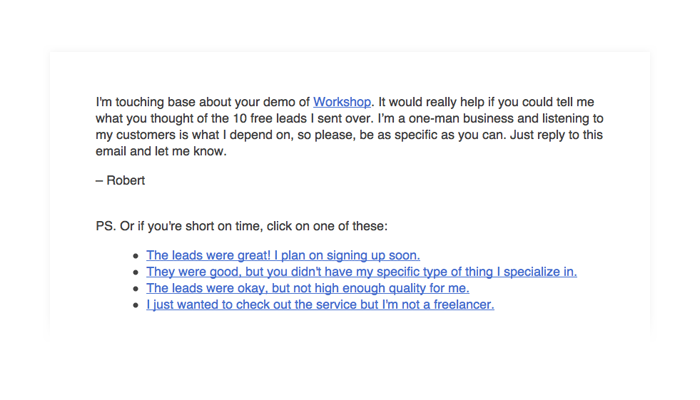 I'm touching base about your demo of Workshop. It would really help if you could tell me
what you thought of the 10 free leads I sent over. I'm a one-man business and listening to
my customers is what I depend on, so please, be as specific as you can. Just reply to this
email and let me know.
– Robert
PS. Or if you're short on time, click on one of these:
• The leads were great! I plan on signing up soon.
• They were good, but you didn't have my specific type of thing I specialize in.
• The leads were okay, but not high enough quality for me.
• I just wanted to check out the service but I'm not a freelancer.